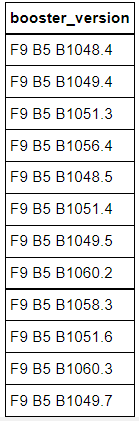 booster_version
F9 B5 B1048.4
F9 B5 B1049.4
F9 B5 B1051.3
F9 B5 B1056.4
F9 B5 B1048.5
F9 B5 B1051.4
F9 B5 B1049.5
F9 B5 B1060.2
F9 B5 B1058.3
F9 B5 B1051.6
F9 B5 B1060.3
F9 B5 B1049.7